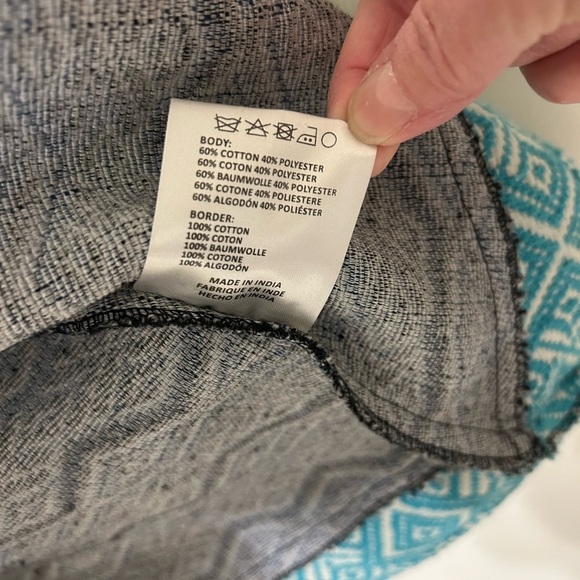 BODY:
60% COTTON 40% POLYESTER
60% COTON 40% POLYESTER
60% BAUMWOLLE 40% POLYESTER
60% COTONE 40% POLIESTERE
60% ALGODÓN 40% POLIÉSTER
BORDER:
100% COTTON
100% COTON
100% BAUMWOLLE
100% COTONE
100% ALGODÓN
MADE IN INDIA
FABRIQUE EN INDE
HECHO EN INDIA